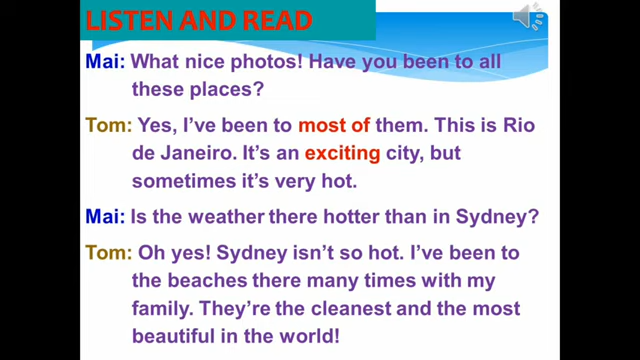 LISTEN AND READ
Mai: What nice photos! Have you been to all
these places?
Tom: Yes, I've been to most of them. This is Rio
de Janeiro. It's an exciting city, but
sometimes it's very hot.
Mai: Is the weather there hotter than in Sydney?
Tom: Oh yes! Sydney isn't so hot. I've been to
the beaches there many times with my
family. They're the cleanest and the most
beautiful in the world!